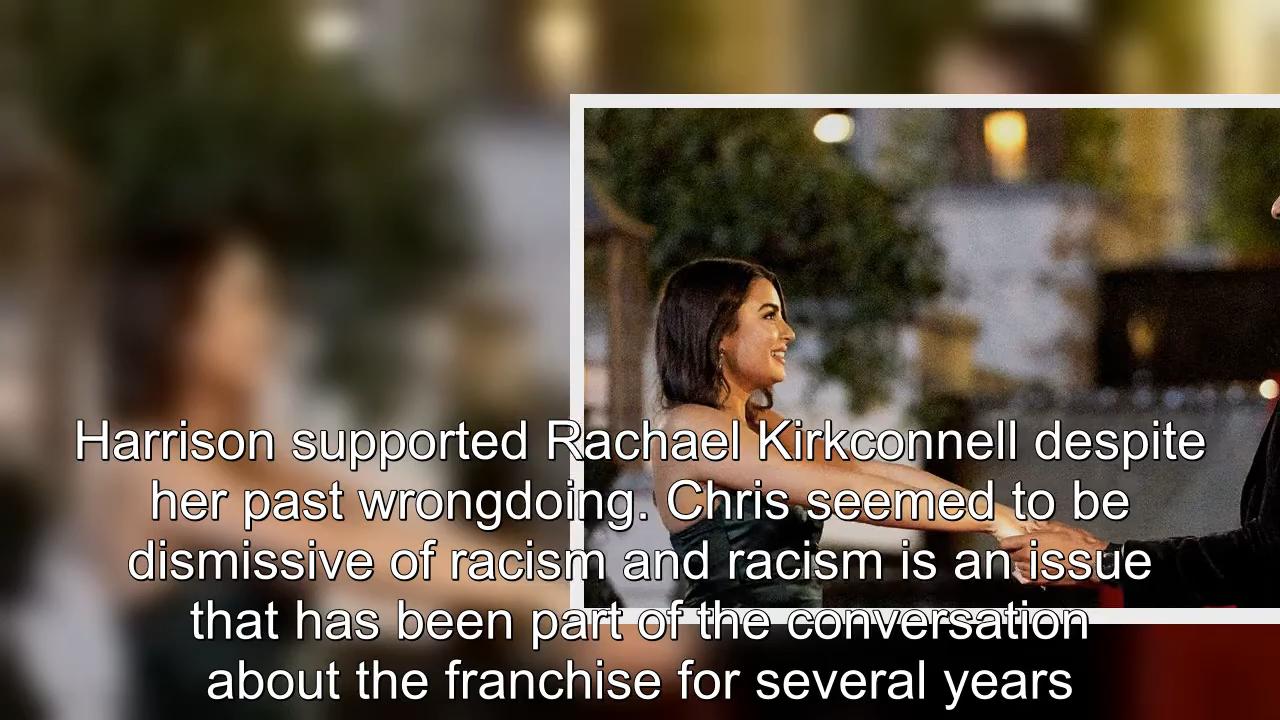 Harrison supported Rachael Kirkconnell despite
her past wrongdoing. Chris seemed to be
dismissive of racism and racism is an issue
that has been part of the conversation
about the franchise for several years